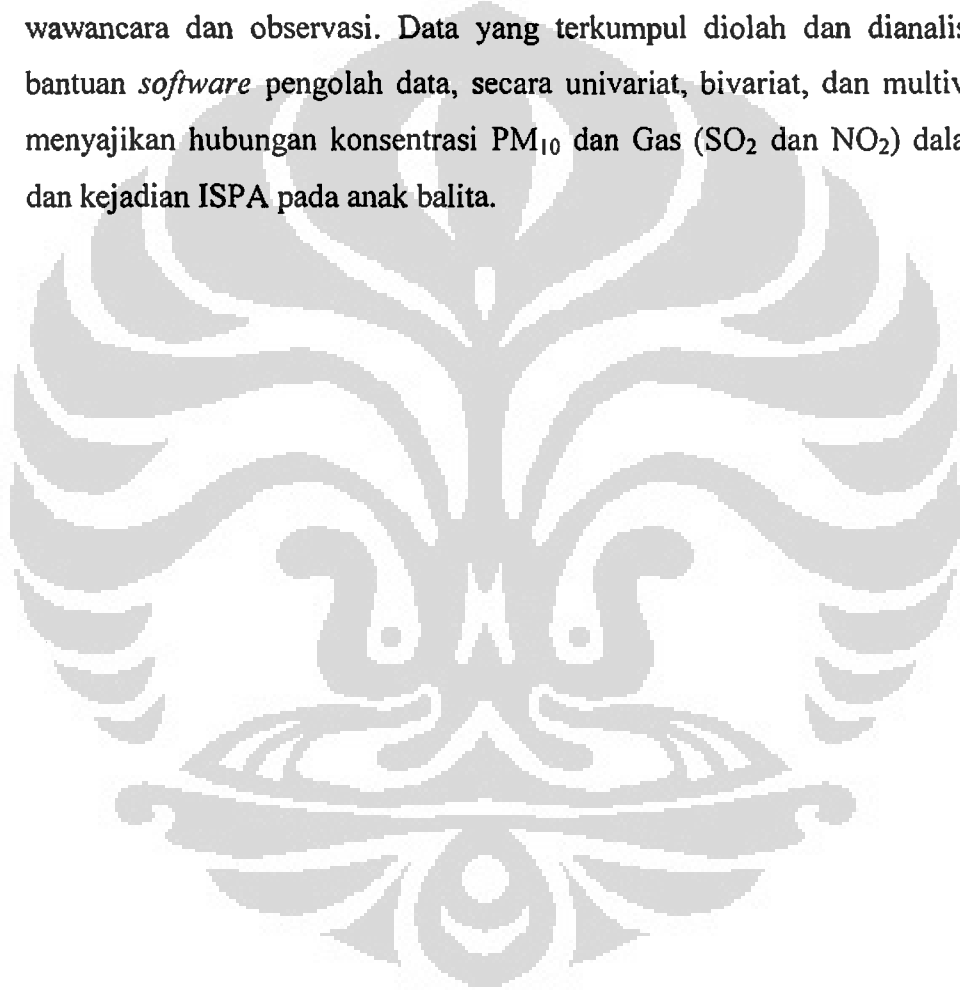 wawancara dan observasi. Data yang terkumpul diolah dan dianalis
bantuan software pengolah data, secara univariat, bivariat, dan multiv
menyajikan hubungan konsentrasi PM₁₀ dan Gas (SO₂ dan NO₂) dala
dan kejadian ISPA pada anak balita.